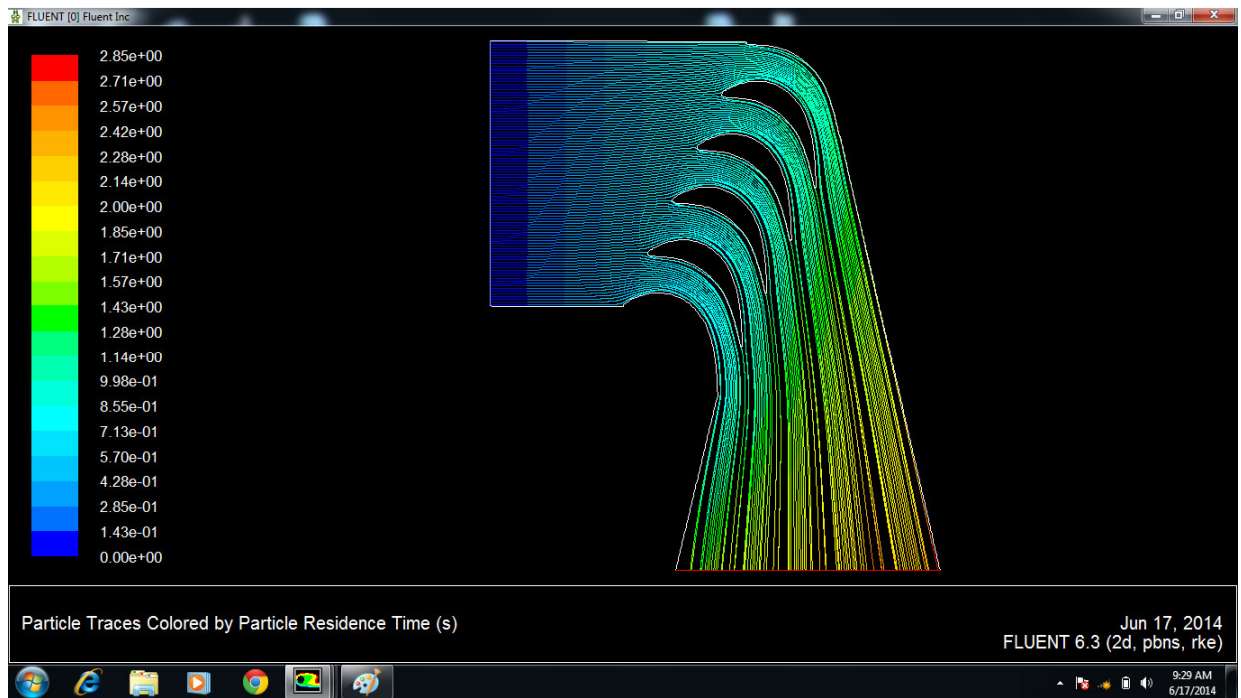 FLUENT [0] Fluent Inc
2.85e+00
2.71e+00
2.57e+00
2.42e+00
2.28e+00
2.14e+00
2.00e+00
1.85e+00
1.71e+00
1.57e+00
1.43e+00
1.28e+00
1.14e+00
9.98e-01
8.55e-01
7.13e-01
5.70e-01
4.28e-01
2.85e-01
1.43e-01
0.00e+00
Particle Traces Colored by Particle Residence Time (s)
Jun 17, 2014
FLUENT 6.3 (2d, pbns, rke)
9:29 AM
6/17/2014